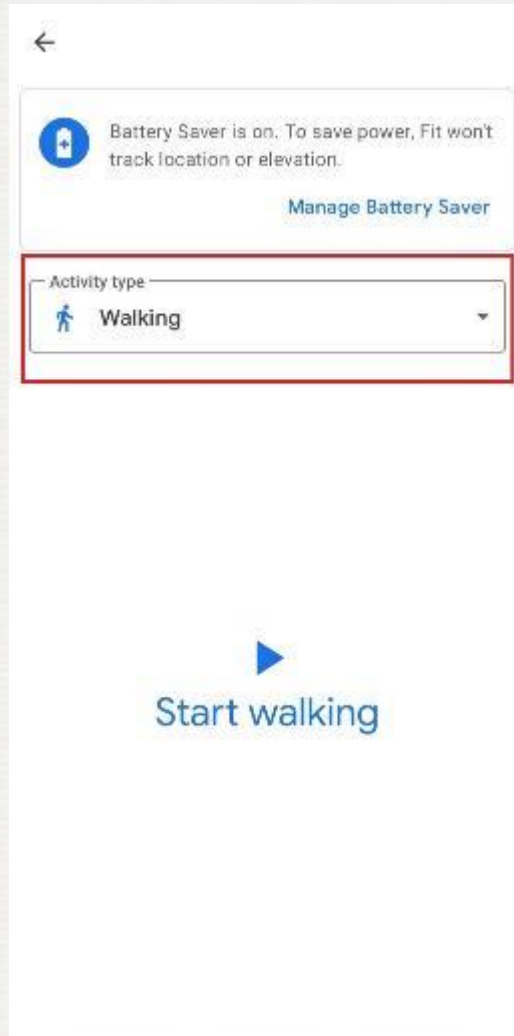 Battery Saver is on. To save power, Fit won't
track location or elevation.
Manage Battery Saver
Activity type
Walking
Start walking